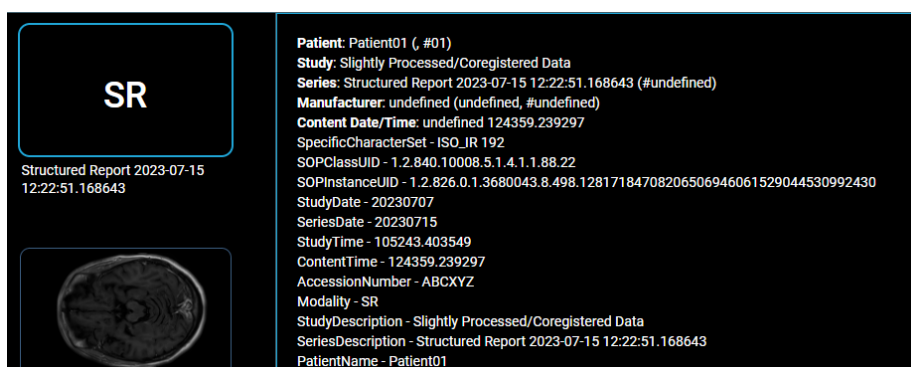 SR
Structured Report 2023-07-15
12:22:51.168643
Patient: Patient01 (, #01)
Study: Slightly Processed/Coregistered Data
Series: Structured Report 2023-07-15 12:22:51.168643 (#undefined)
Manufacturer: undefined (undefined, #undefined)
Content Date/Time: undefined 124359.239297
SpecificCharacterSet - ISO_IR 192
SOPClassUID - 1.2.840.10008.5.1.4.1.1.88.22
SOPInstanceUID - 1.2.826.0.1.3680043.8.498.12817184708206506946061529044530992430
StudyDate - 20230707
SeriesDate - 20230715
StudyTime - 105243.403549
ContentTime - 124359.239297
AccessionNumber - ABCXYZ
Modality - SR
StudyDescription - Slightly Processed/Coregistered Data
SeriesDescription - Structured Report 2023-07-15 12:22:51.168643
PatientName - Patient01